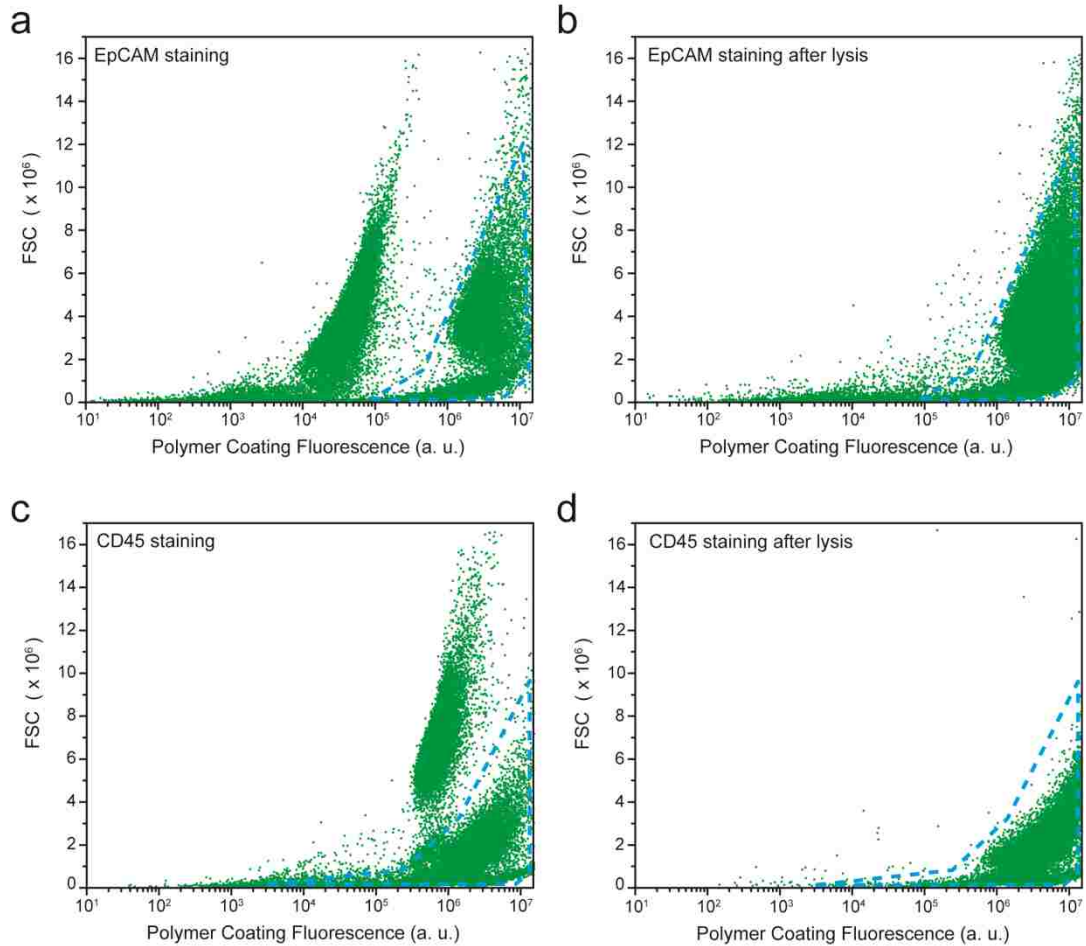 a
b
EpCAM staining
EpCAM staining after lysis
16
14
12
10
8
6
4
2
0
FSC ( x 10⁶ )
10¹ 10² 10³ 10⁴ 10⁵ 10⁶ 10⁷
Polymer Coating Fluorescence (a. u.)
16
14
12
10
8
6
4
2
0
FSC ( x 10⁶ )
10¹ 10² 10³ 10⁴ 10⁵ 10⁶ 10⁷
Polymer Coating Fluorescence (a. u.)
c
d
CD45 staining
CD45 staining after lysis
16
14
12
10
8
6
4
2
0
FSC ( x 10⁶ )
10¹ 10² 10³ 10⁴ 10⁵ 10⁶ 10⁷
Polymer Coating Fluorescence (a. u.)
16
14
12
10
8
6
4
2
0
FSC ( x 10⁶ )
10¹ 10² 10³ 10⁴ 10⁵ 10⁶ 10⁷
Polymer Coating Fluorescence (a. u.)